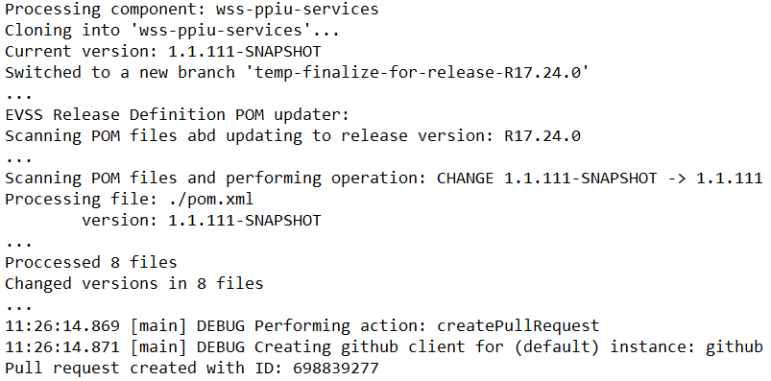 Processing component: wss-ppiu-services
Cloning into 'wss-ppiu-services'...
Current version: 1.1.111-SNAPSHOT
Switched to a new branch 'temp-finalize-for-release-R17.24.0'
...
EVSS Release Definition POM updater:
Scanning POM files abd updating to release version: R17.24.0
...
Scanning POM files and performing operation: CHANGE 1.1.111-SNAPSHOT -> 1.1.111
Processing file: ./pom.xml
        version: 1.1.111-SNAPSHOT
...
Proccessed 8 files
Changed versions in 8 files
...
11:26:14.869 [main] DEBUG Performing action: createPullRequest
11:26:14.871 [main] DEBUG Creating github client for (default) instance: github
Pull request created with ID: 698839277